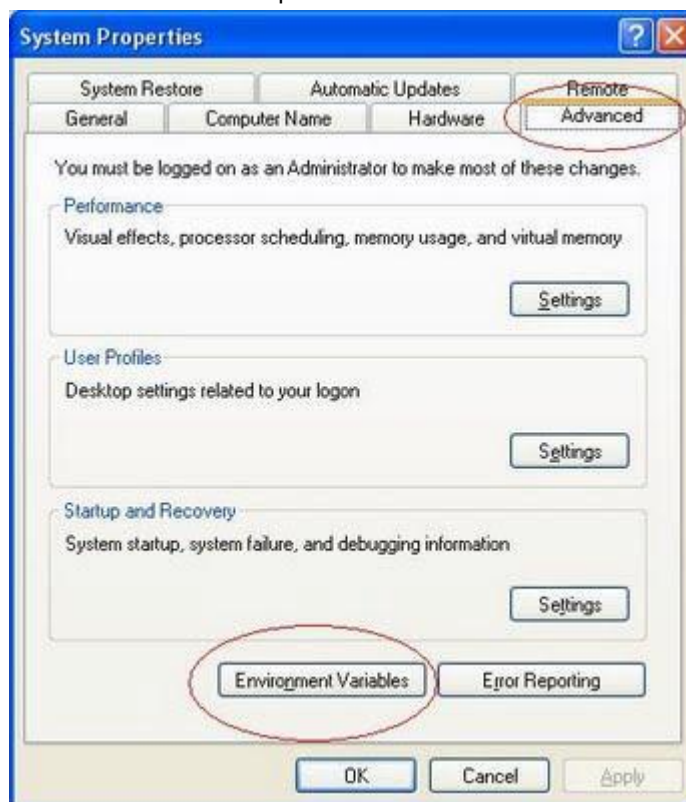 System Properties
System Restore Automatic Updates Remote
General Computer Name Hardware Advanced
You must be logged on as an Administrator to make most of these changes.
Performance
Visual effects, processor scheduling, memory usage, and virtual memory
Settings
User Profiles
Desktop settings related to your logon
Settings
Startup and Recovery
System startup, system failure, and debugging information
Settings
Environment Variables Error Reporting
OK Cancel Apply